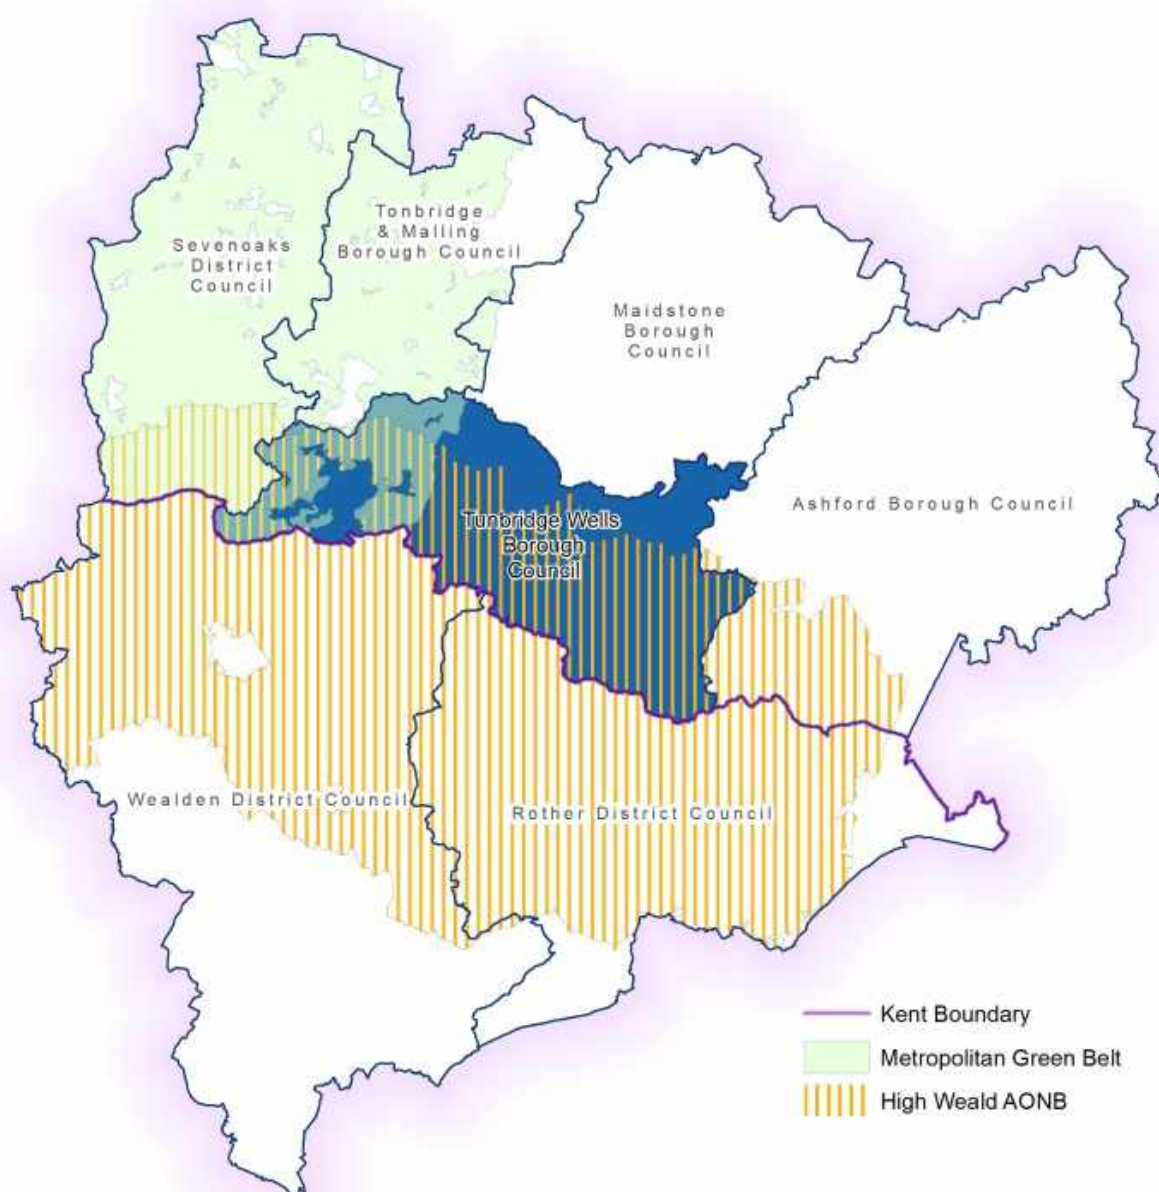 Tonbridge
& Malling
Borough Council
Sevenoaks
District
Council
Maidstone
Borough
Council
Ashford Borough Council
Tunbridge Wells
Borough
Council
Wealden District Council
Rother District Council
Kent Boundary
Metropolitan Green Belt
High Weald AONB